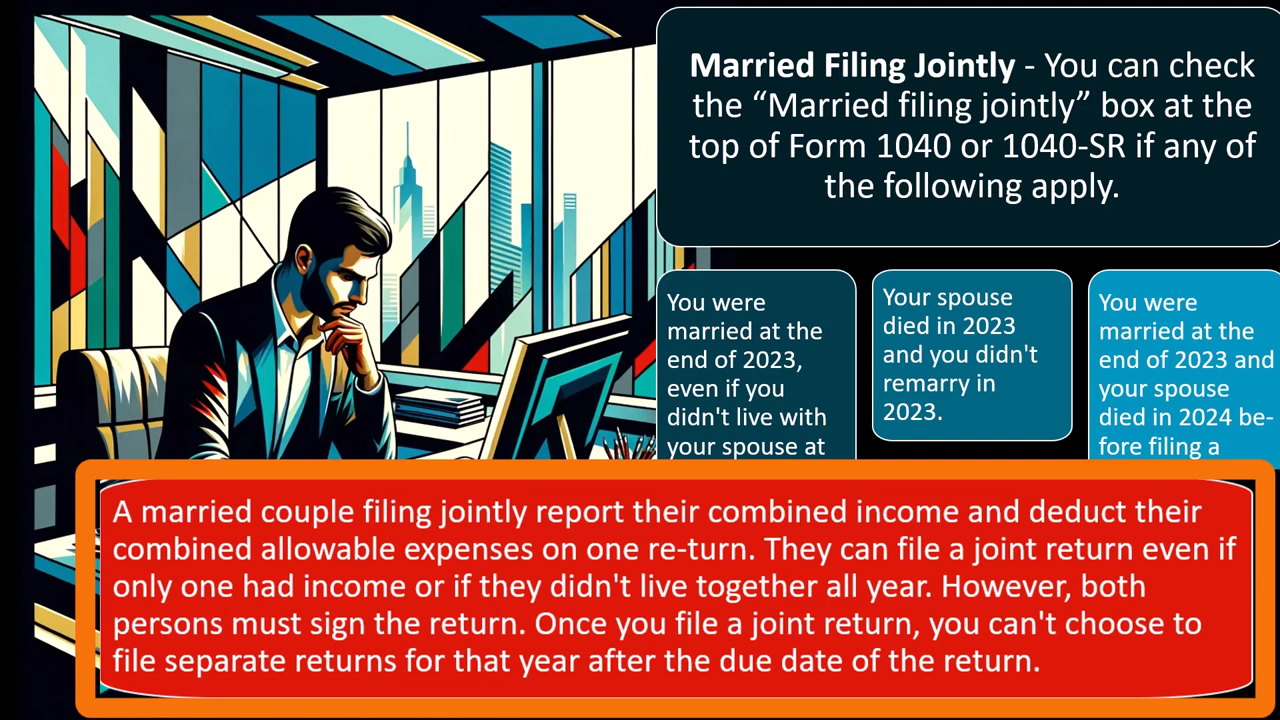 Married Filing Jointly - You can check
the “Married filing jointly” box at the
top of Form 1040 or 1040-SR if any of
the following apply.
You were
married at the
end of 2023,
even if you
didn't live with
your spouse at
Your spouse
died in 2023
and you didn't
remarry in
2023.
You were
married at the
end of 2023 and
your spouse
died in 2024 be-
fore filing a
A married couple filing jointly report their combined income and deduct their
combined allowable expenses on one re-turn. They can file a joint return even if
only one had income or if they didn't live together all year. However, both
persons must sign the return. Once you file a joint return, you can't choose to
file separate returns for that year after the due date of the return.